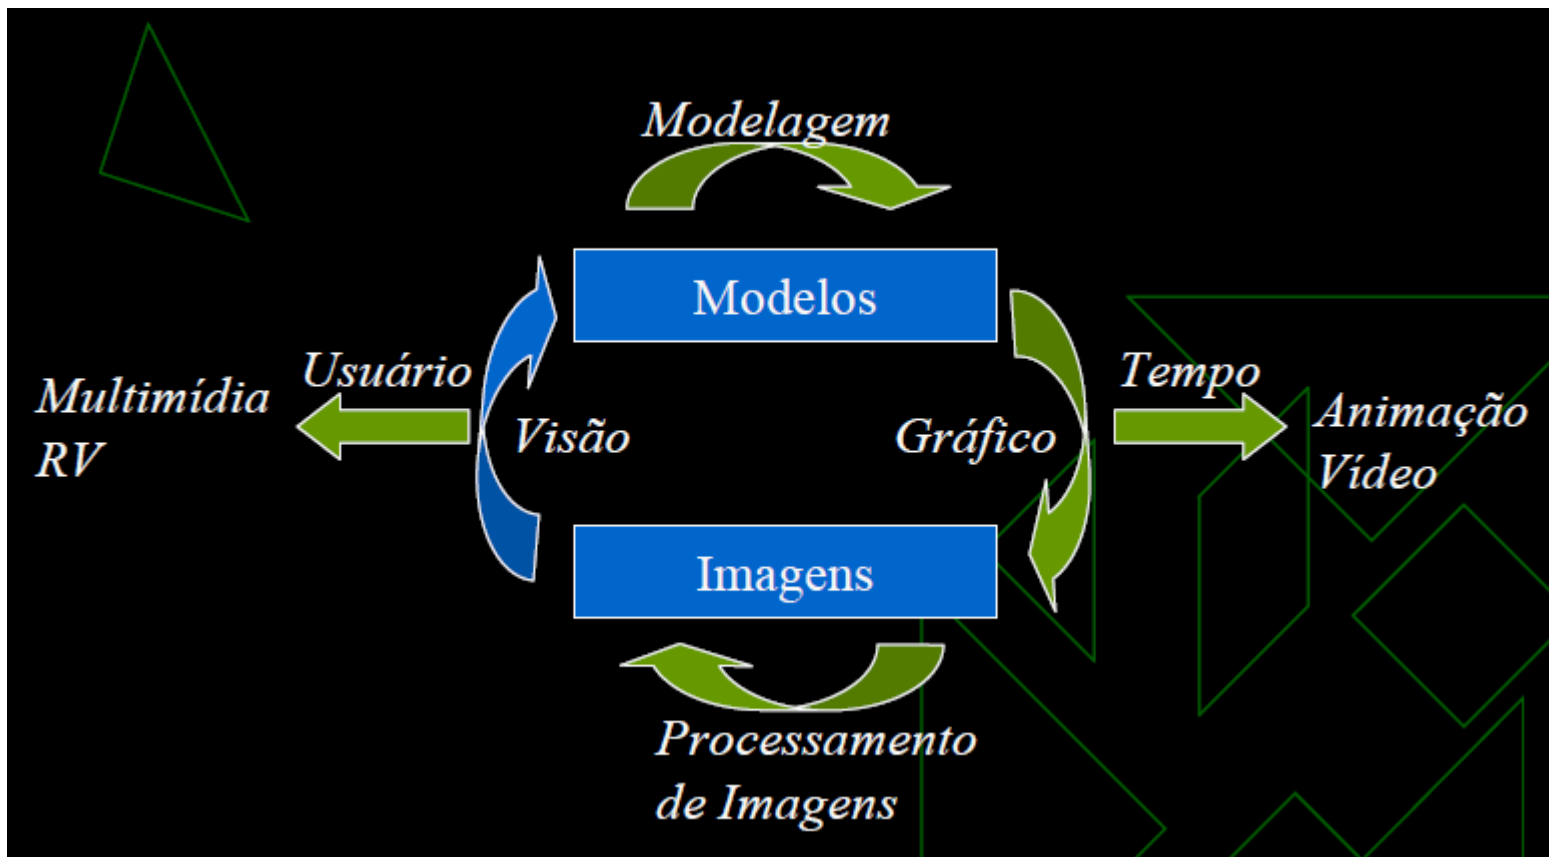 Modelagem
Modelos
Usuário
Tempo
Multimídia
RV
Visão
Gráfico
Animação
Vídeo
Imagens
Processamento
de Imagens